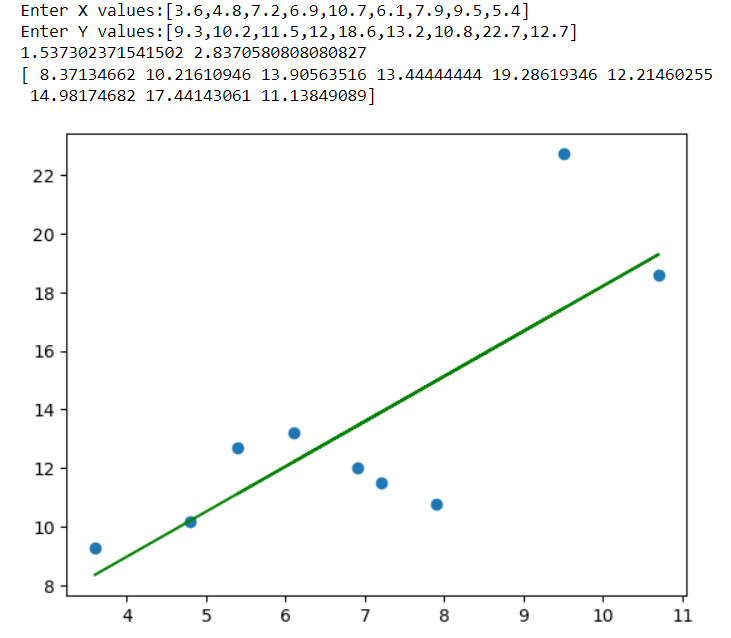 Enter X values:[3.6,4.8,7.2,6.9,10.7,6.1,7.9,9.5,5.4]
Enter Y values:[9.3,10.2,11.5,12,18.6,13.2,10.8,22.7,12.7]
1.537302371541502 2.8370580808080827
[ 8.37134662 10.21610946 13.90563516 13.44444444 19.28619346 12.21460255
14.98174682 17.44143061 11.13849089]
22
20
18
16
14
12
10
8
4 5 6 7 8 9 10 11